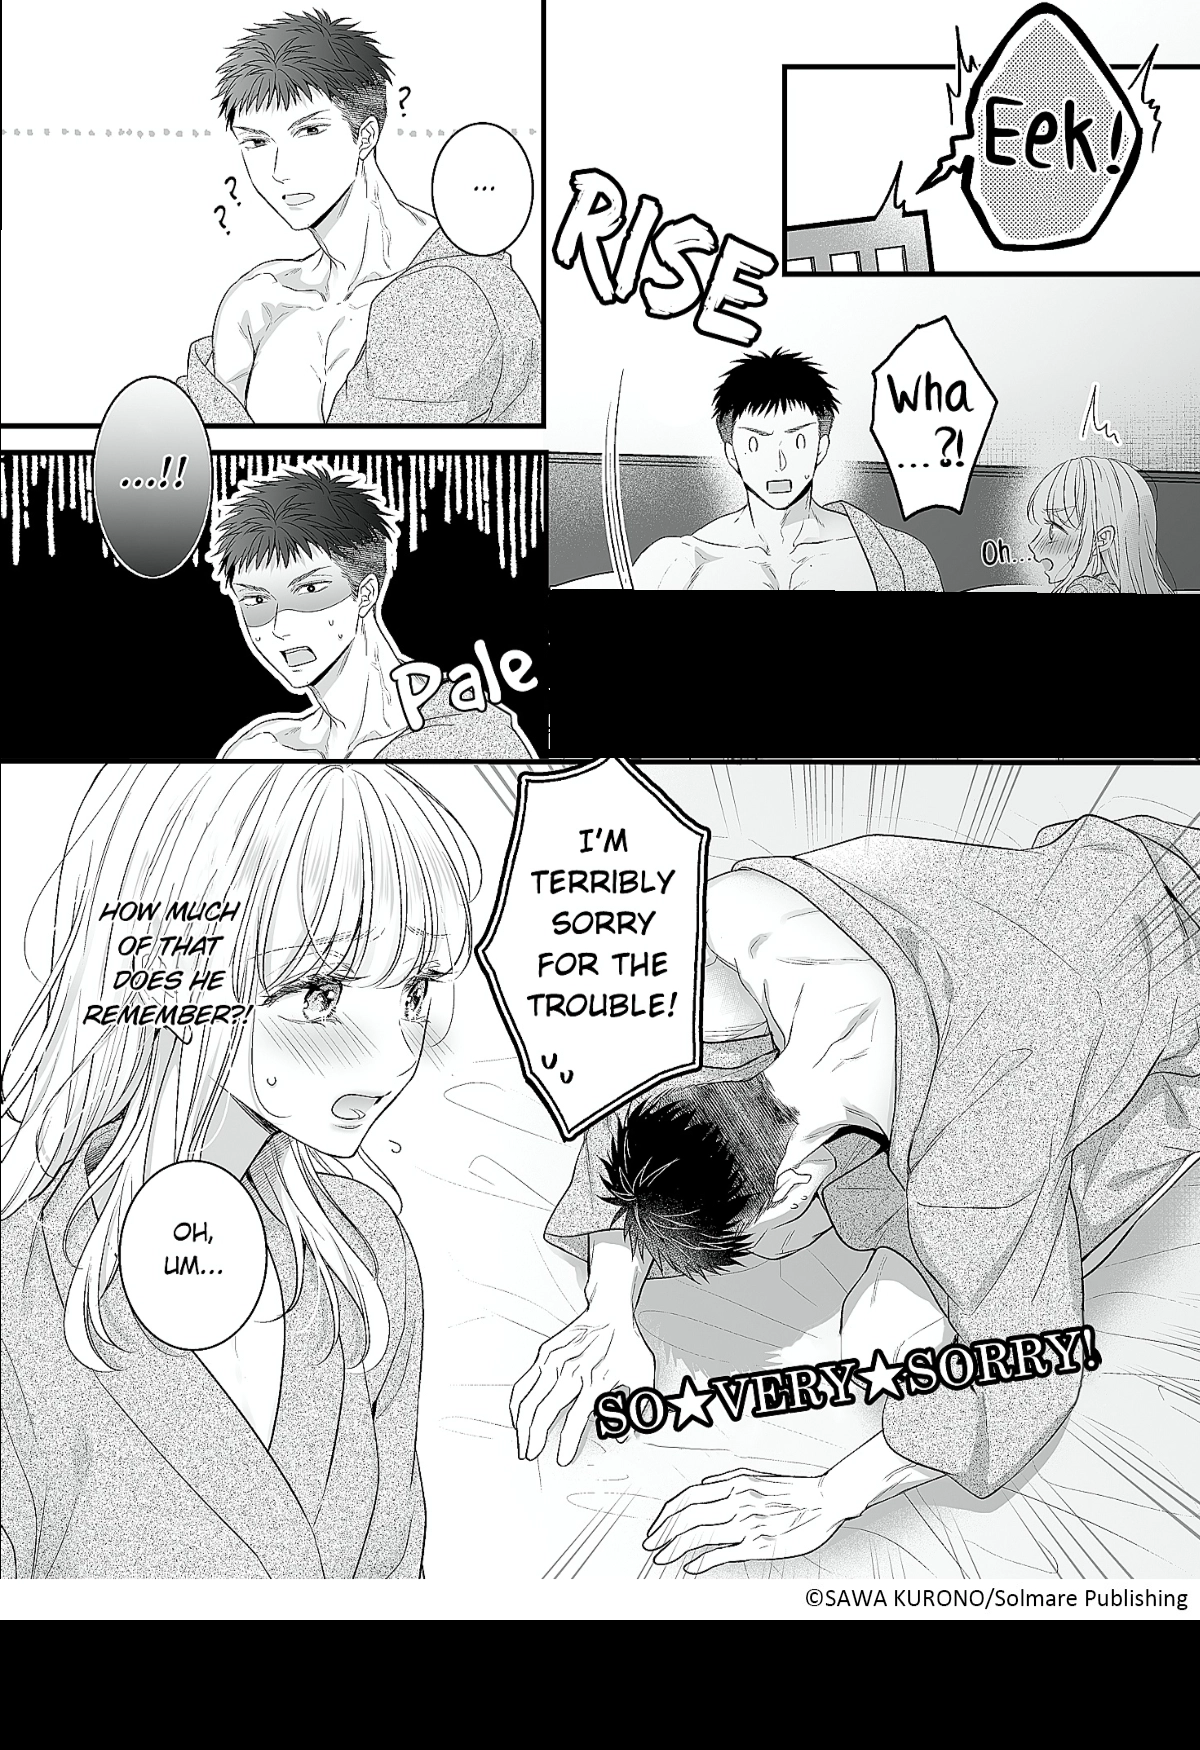 Eek!
RISE
Wha
...?!
Oh...
?
...
? ?
...!!
Pale
I'M
TERRIBLY
SORRY
FOR THE
TROUBLE!
SO★VERY★SORRY!
HOW MUCH
OF THAT
DOES HE
REMEMBER?!
OH,
UM...
©SAWA KURONO/Solmare Publishing